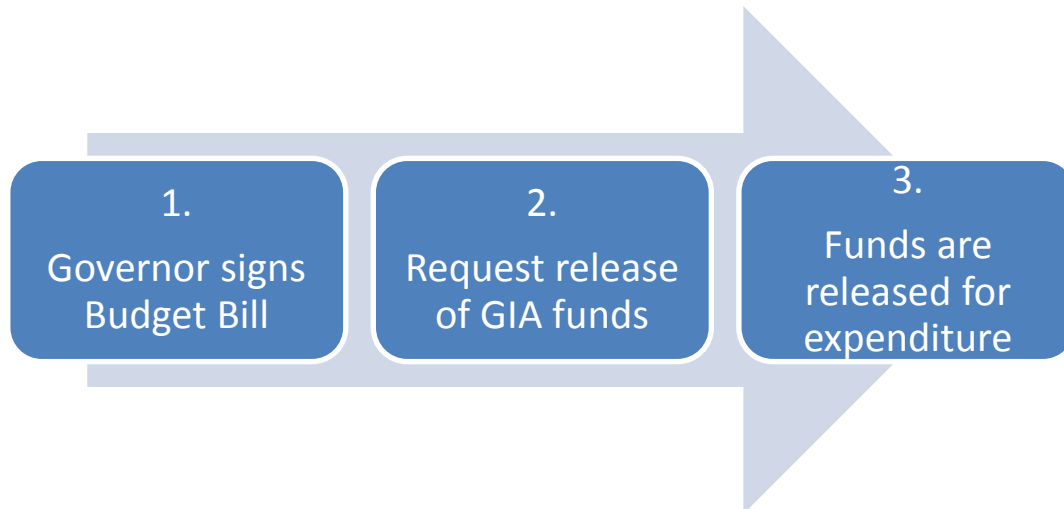 1.
Governor signs
Budget Bill
2.
Request release
of GIA funds
3.
Funds are
released for
expenditure